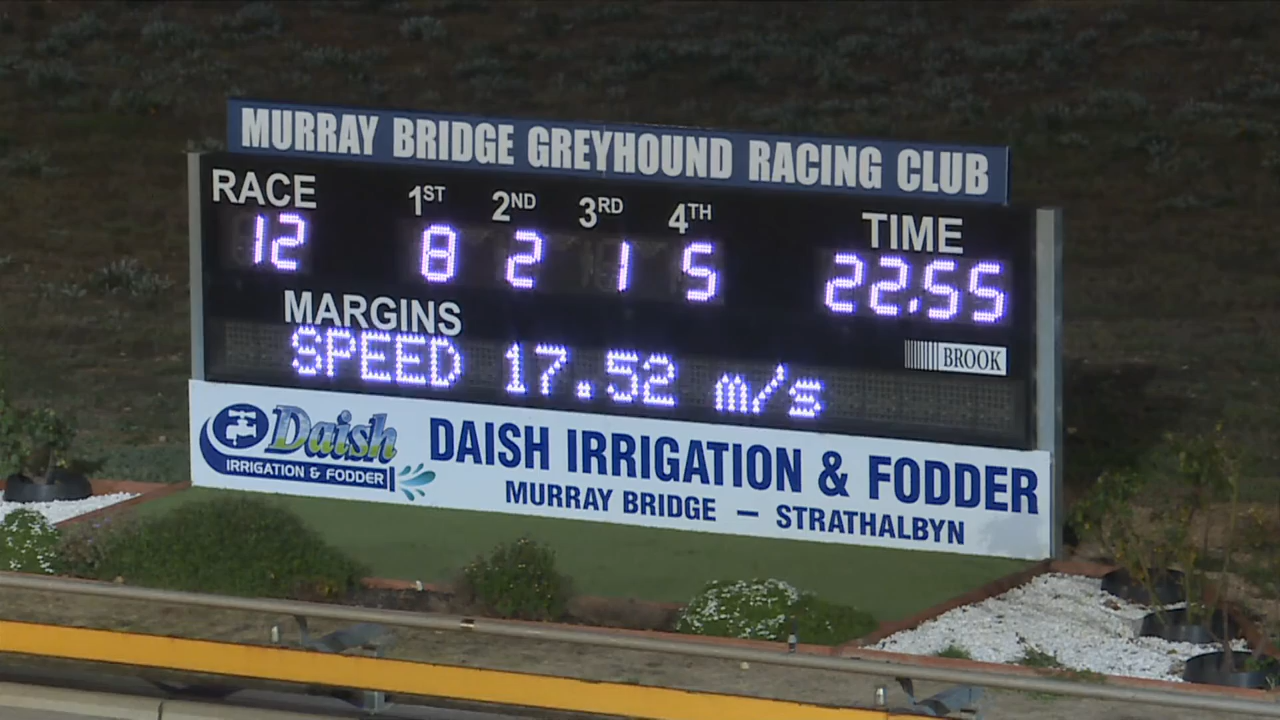 MURRAY BRIDGE GREYHOUND RACING CLUB
RACE 1ST 2ND 3RD 4TH TIME
12 8 2 1 5 22.55
MARGINS
BROOK
SPEED 17.52 m/s
Daish
IRRIGATION & FODDER
DAISH IRRIGATION & FODDER
MURRAY BRIDGE – STRATHALBYN